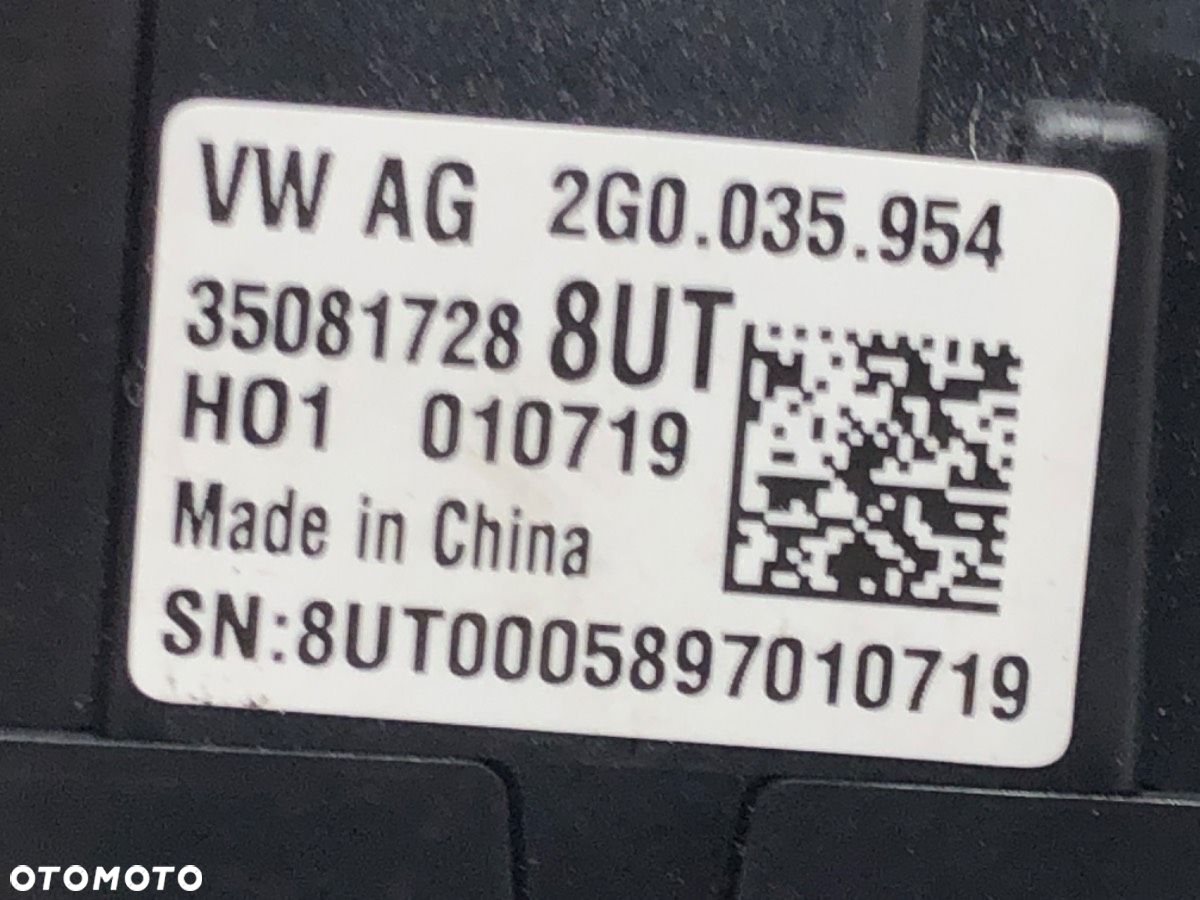 VW AG 2G0.035.954
35081728 8UT
H01 010719
Made in China
SN:8UT0005897010719
OTOMOTO